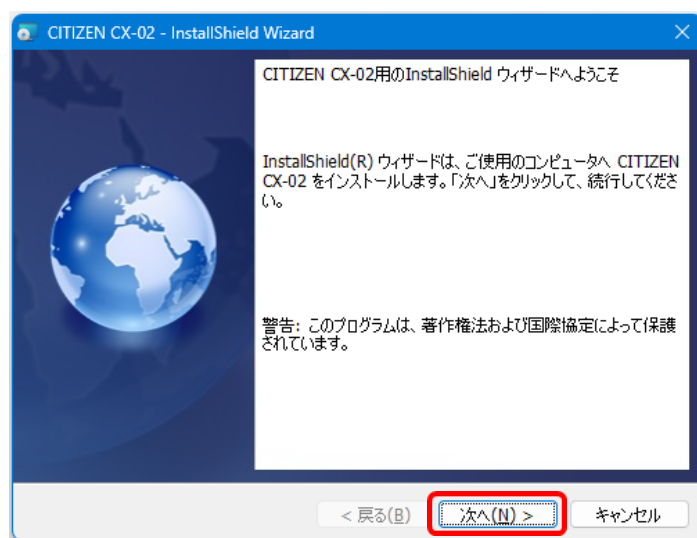 CITIZEN CX-02 - InstallShield Wizard
CITIZEN CX-02用のInstallShield ウィザードへようこそ
InstallShield(R) ウィザードは、ご使用のコンピュータへ CITIZEN
CX-02 をインストールします。「次へ」をクリックして、続行してくださ
い。
警告: このプログラムは、著作権法および国際協定によって保護
されています。
< 戻る(B)
次へ(N) >
キャンセル